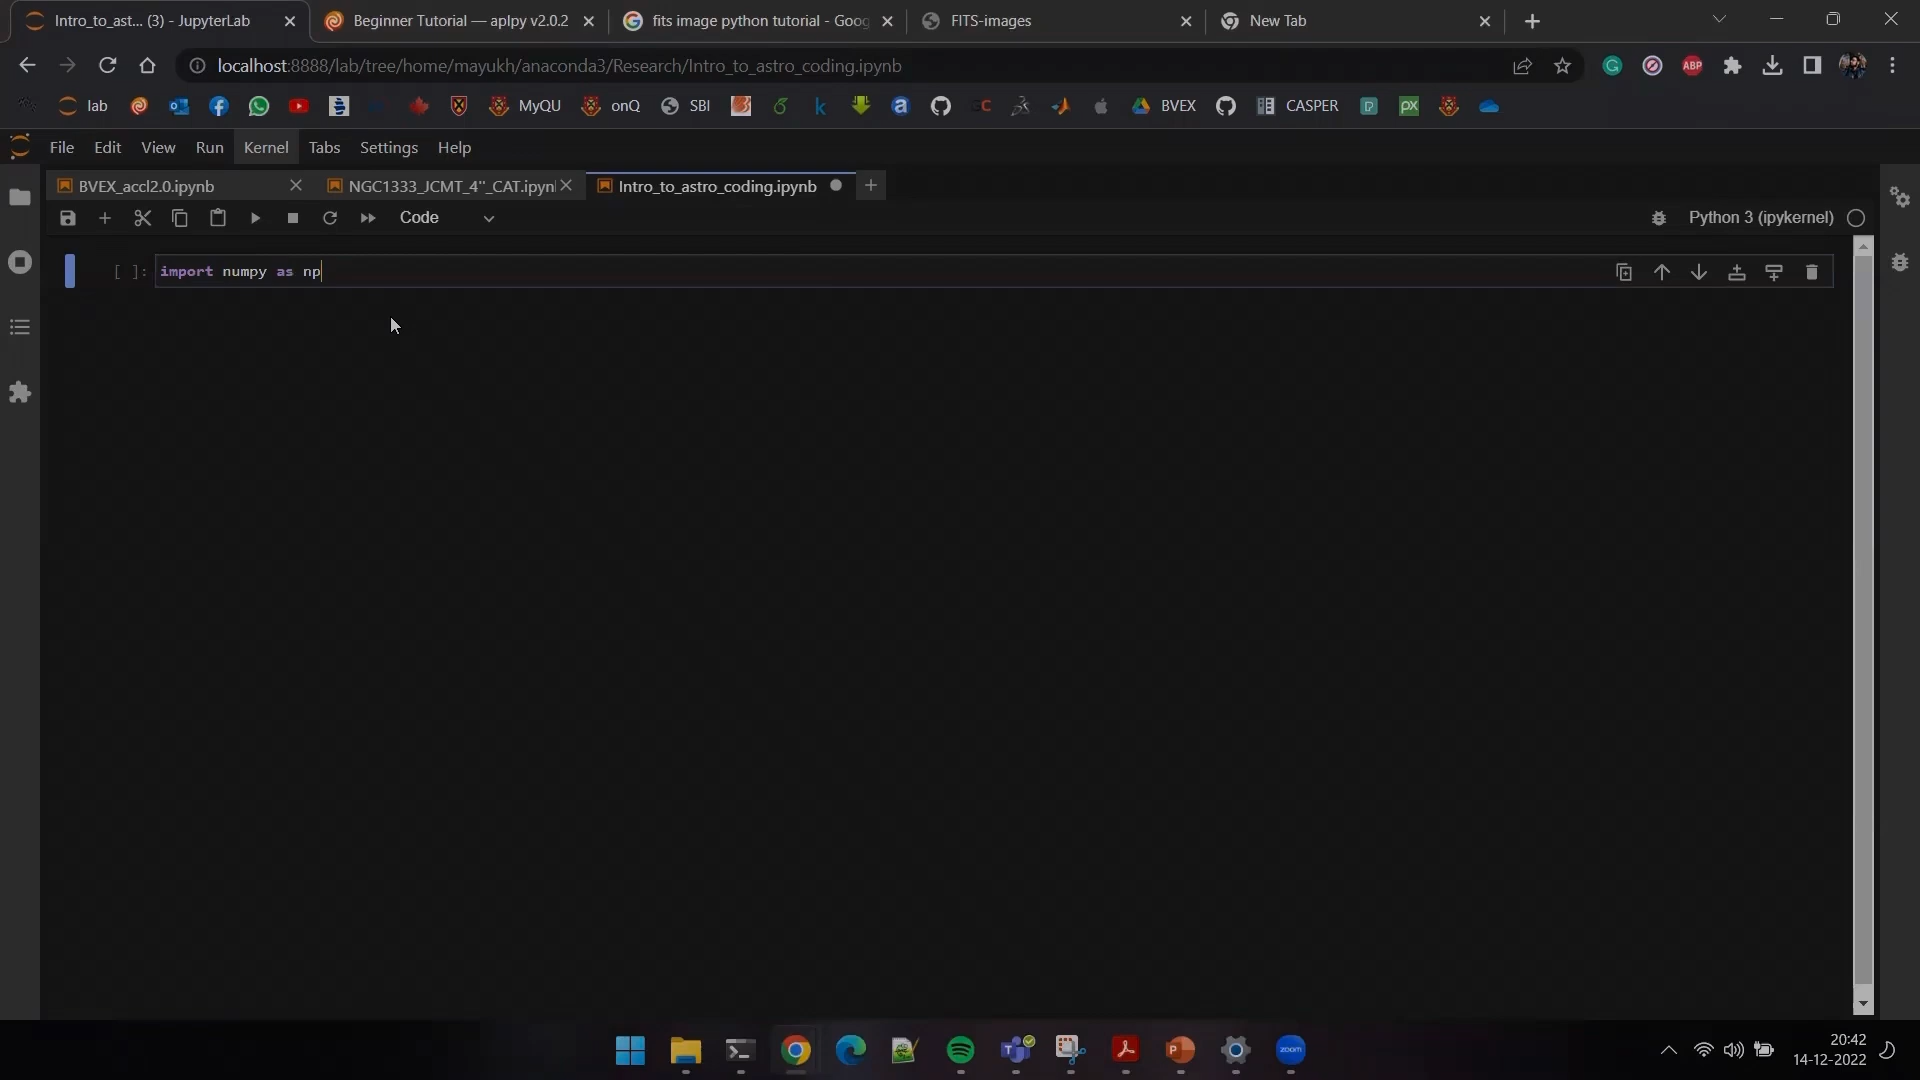 Intro_to_ast... (3) - JupyterLab
Beginner Tutorial — aplpy v2.0.2
fits image python tutorial - Goog
FITS-images
New Tab
localhost:8888/lab/tree/home/mayukh/anaconda3/Research/Intro_to_astro_coding.ipynb
ABP
lab
MyQU
onQ
SBI
BVEX
CASPER
File Edit View Run Kernel Tabs Settings Help
BVEX_accl2.0.ipynb
NGC1333_JCMT_4"_CAT.ipynb
Intro_to_astro_coding.ipynb
Code
Python 3 (ipykernel)
[ ]: import numpy as np
zoom
20:42
14-12-2022